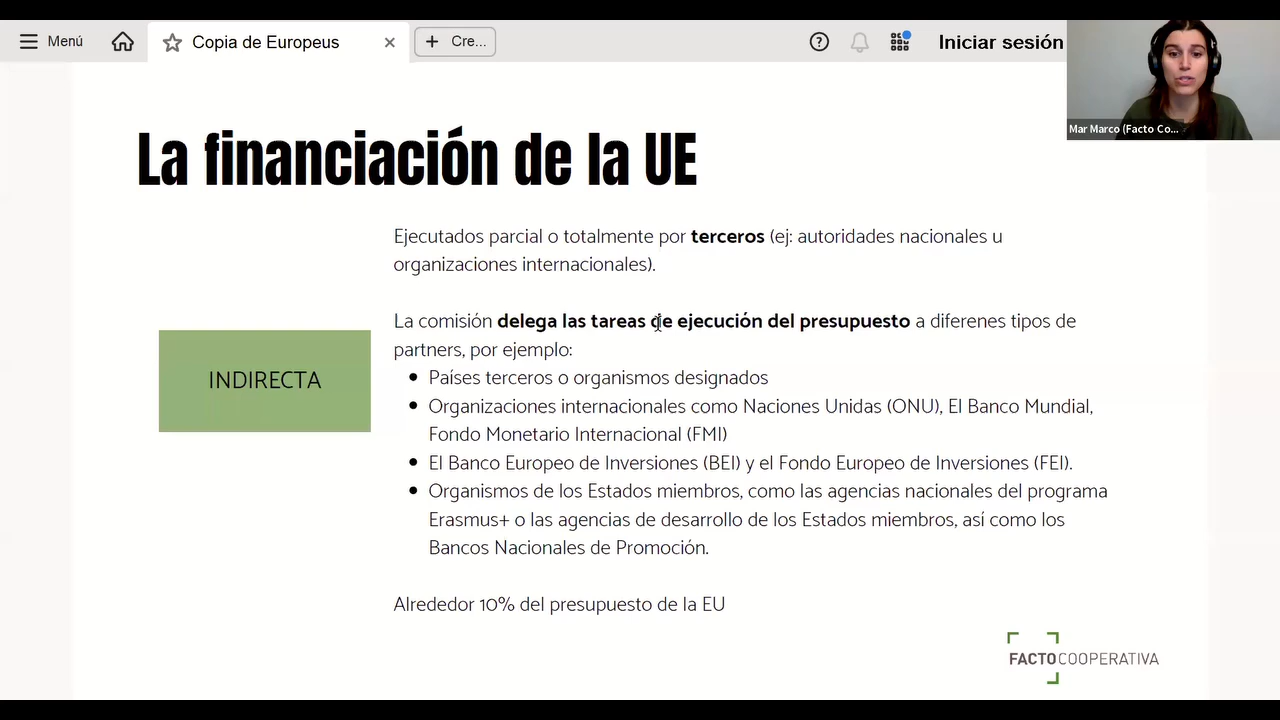 Menú
Copia de Europeus
Cre...
Iniciar sesión
Mar Marco (Facto Co...
La financiación de la UE
Ejecutados parcial o totalmente por terceros (ej: autoridades nacionales u
organizaciones internacionales).
La comisión delega las tareas de ejecución del presupuesto a diferenes tipos de
partners, por ejemplo:
INDIRECTA
Países terceros o organismos designados
Organizaciones internacionales como Naciones Unidas (ONU), El Banco Mundial,
Fondo Monetario Internacional (FMI)
El Banco Europeo de Inversiones (BEI) y el Fondo Europeo de Inversiones (FEI).
Organismos de los Estados miembros, como las agencias nacionales del programa
Erasmus+ o las agencias de desarrollo de los Estados miembros, así como los
Bancos Nacionales de Promoción.
Alrededor 10% del presupuesto de la EU
FACTOCOOPERATIVA